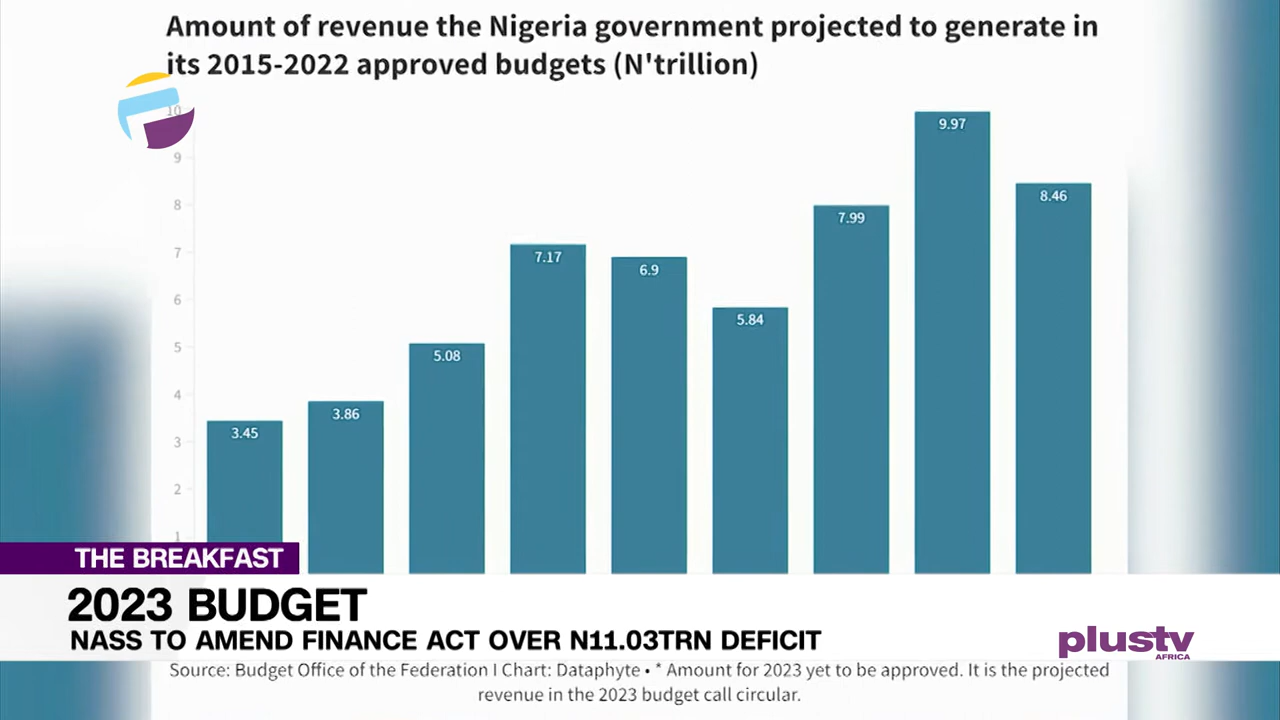 Amount of revenue the Nigeria government projected to generate in
its 2015-2022 approved budgets (N'trillion)
10
9
8
7
6
5
4
3
2
1
3.45
3.86
5.08
7.17
6.9
5.84
7.99
9.97
8.46
THE BREAKFAST
2023 BUDGET
NASS TO AMEND FINANCE ACT OVER N11.03TRN DEFICIT
plustv
AFRICA
Source: Budget Office of the Federation I Chart: Dataphyte • * Amount for 2023 yet to be approved. It is the projected
revenue in the 2023 budget call circular.